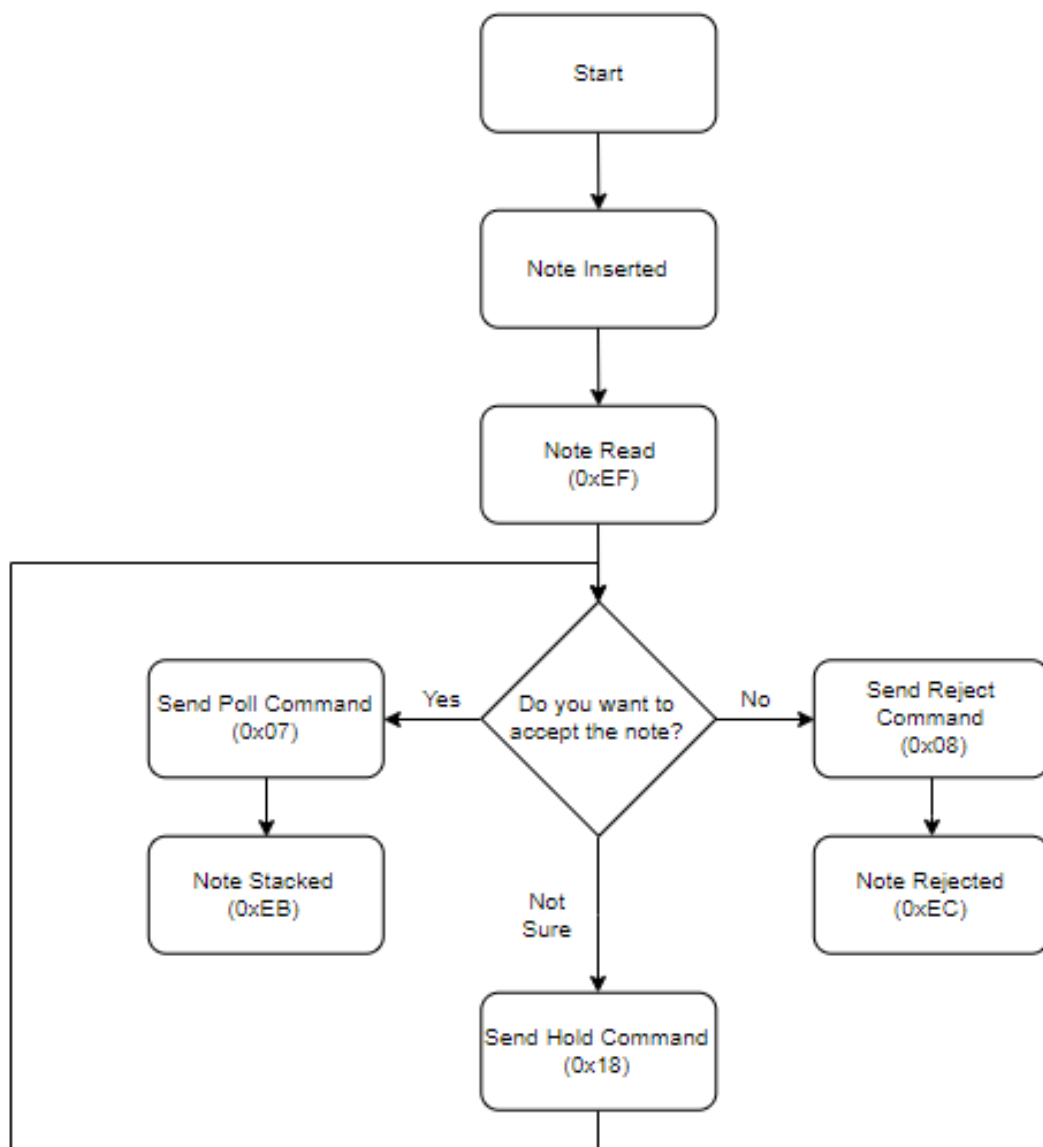 Start
Note Inserted
Note Read
(0xEF)
Send Poll Command
(0x07)
Yes
Do you want to
accept the note?
No
Send Reject
Command
(0x08)
Note Stacked
(0xEB)
Not
Sure
Note Rejected
(0xEC)
Send Hold Command
(0x18)